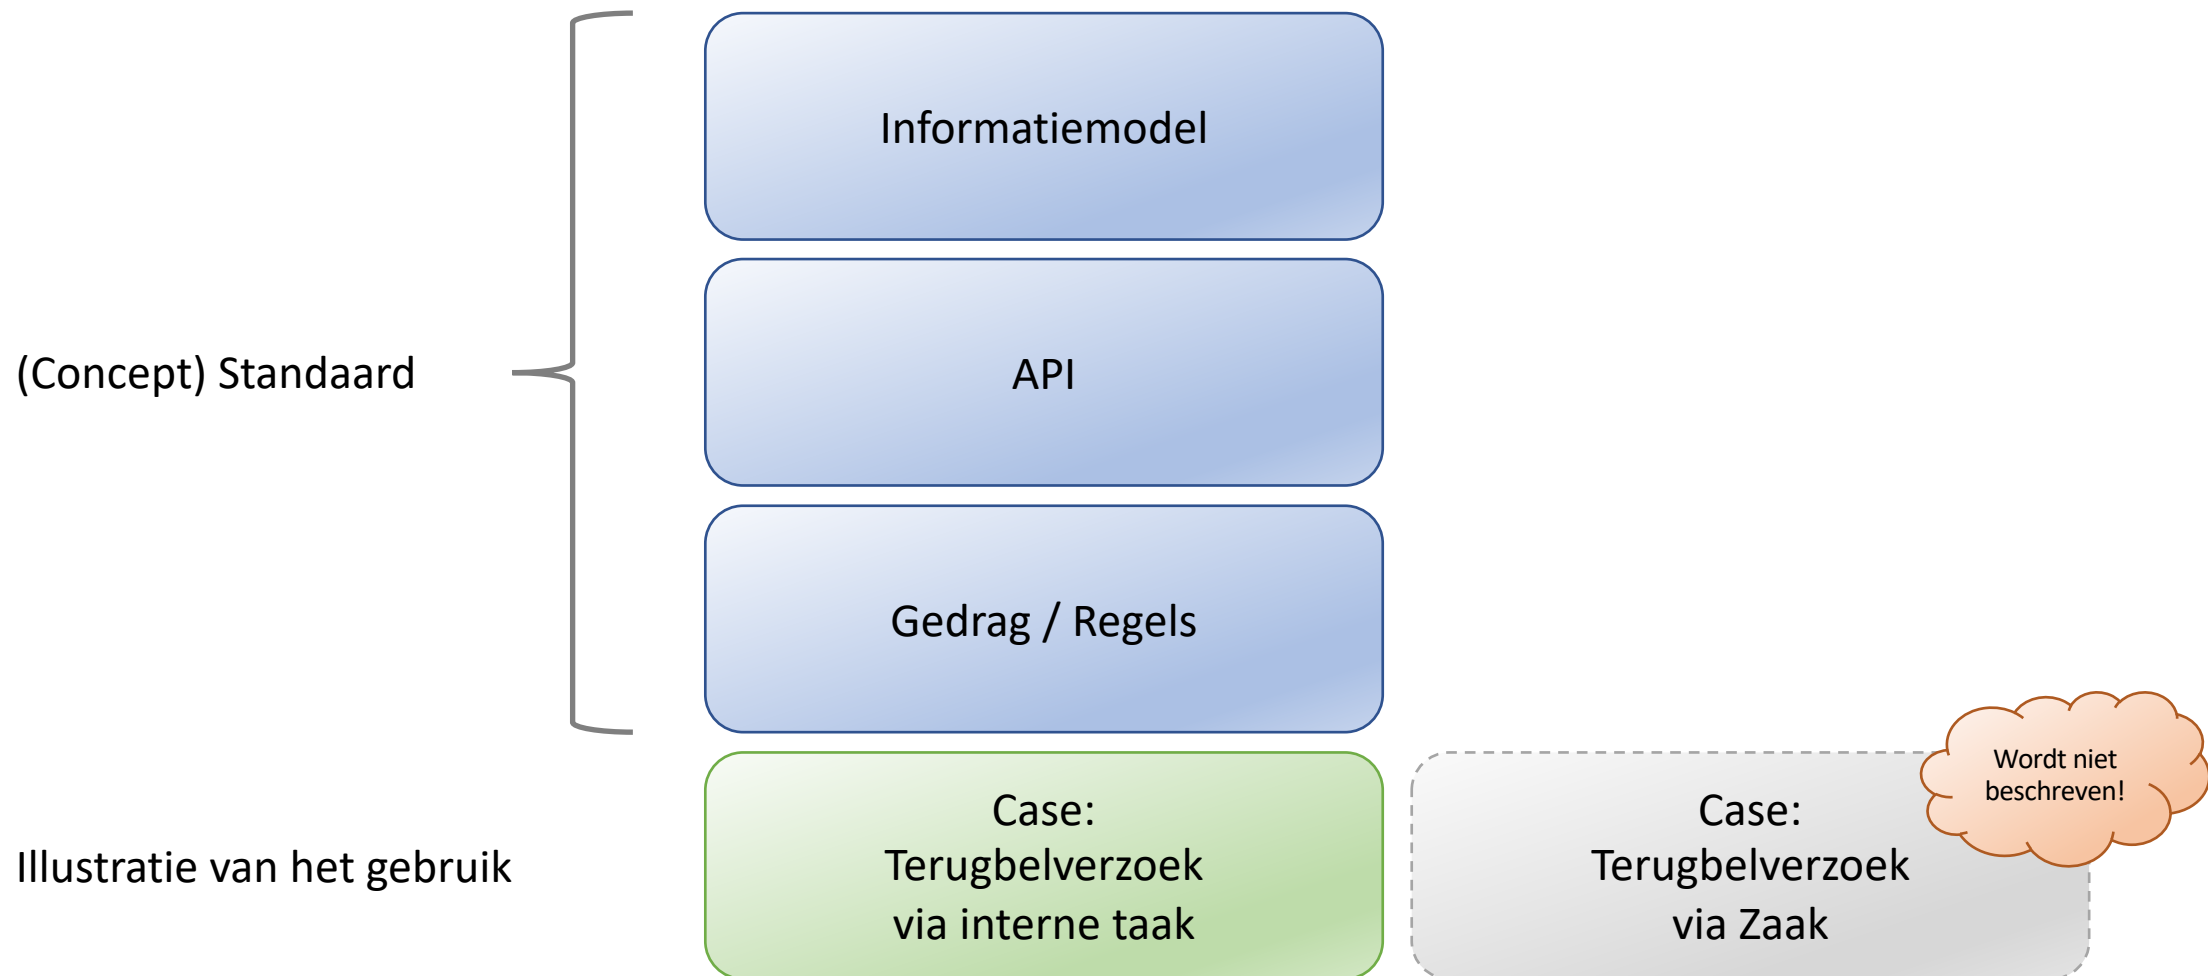 Informatiemodel
(Concept) Standaard
API
Gedrag / Regels
Illustratie van het gebruik
Case:
Terugbelverzoek
via interne taak
Case:
Terugbelverzoek
via Zaak
Wordt niet
beschreven!